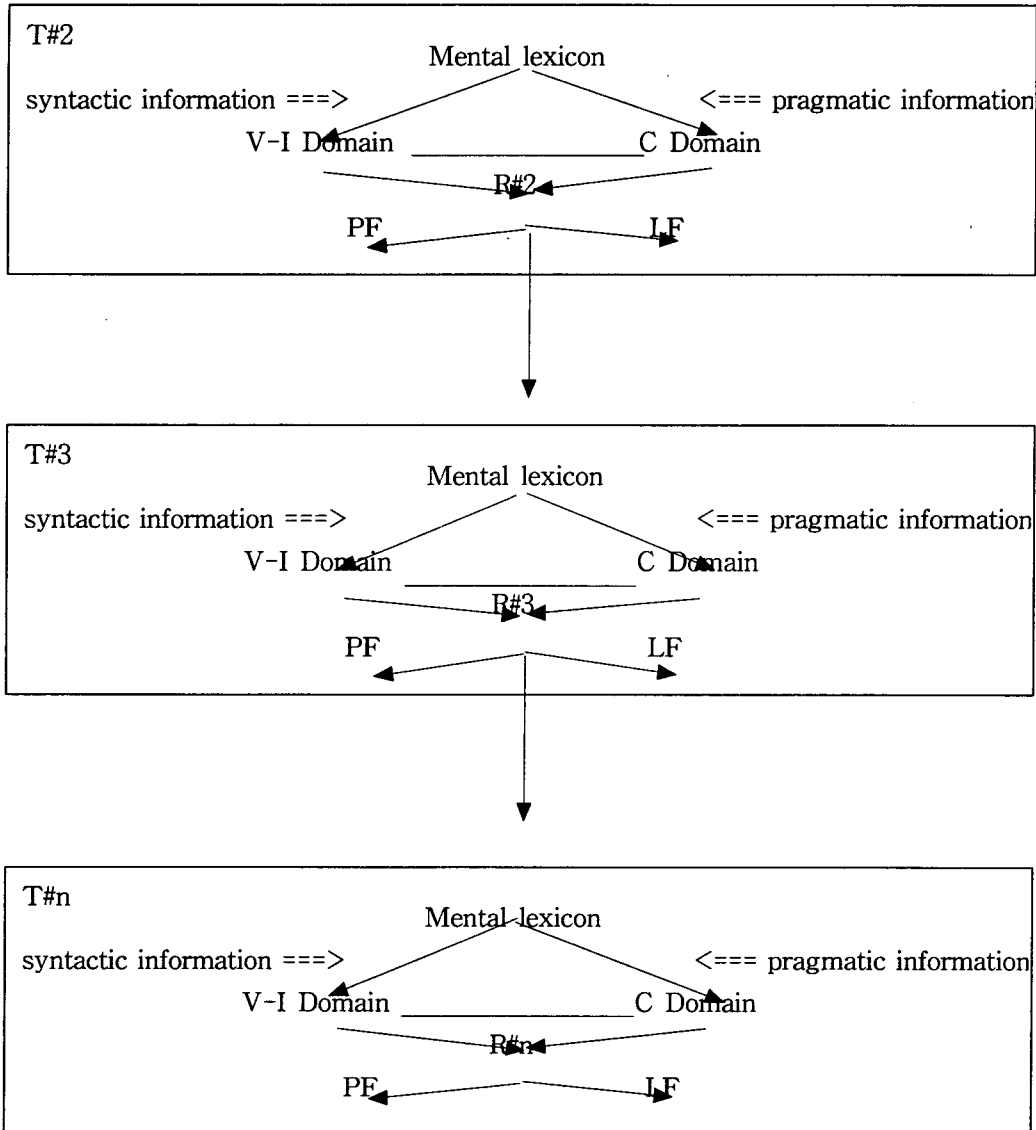 T#2
Mental lexicon
syntactic information ===> <=== pragmatic information
V-I Domain C Domain
R#2
PF LF
T#3
Mental lexicon
syntactic information ===> <=== pragmatic information
V-I Domain C Domain
R#3
PF LF
T#n
Mental lexicon
syntactic information ===> <=== pragmatic information
V-I Domain C Domain
R#n
PF LF